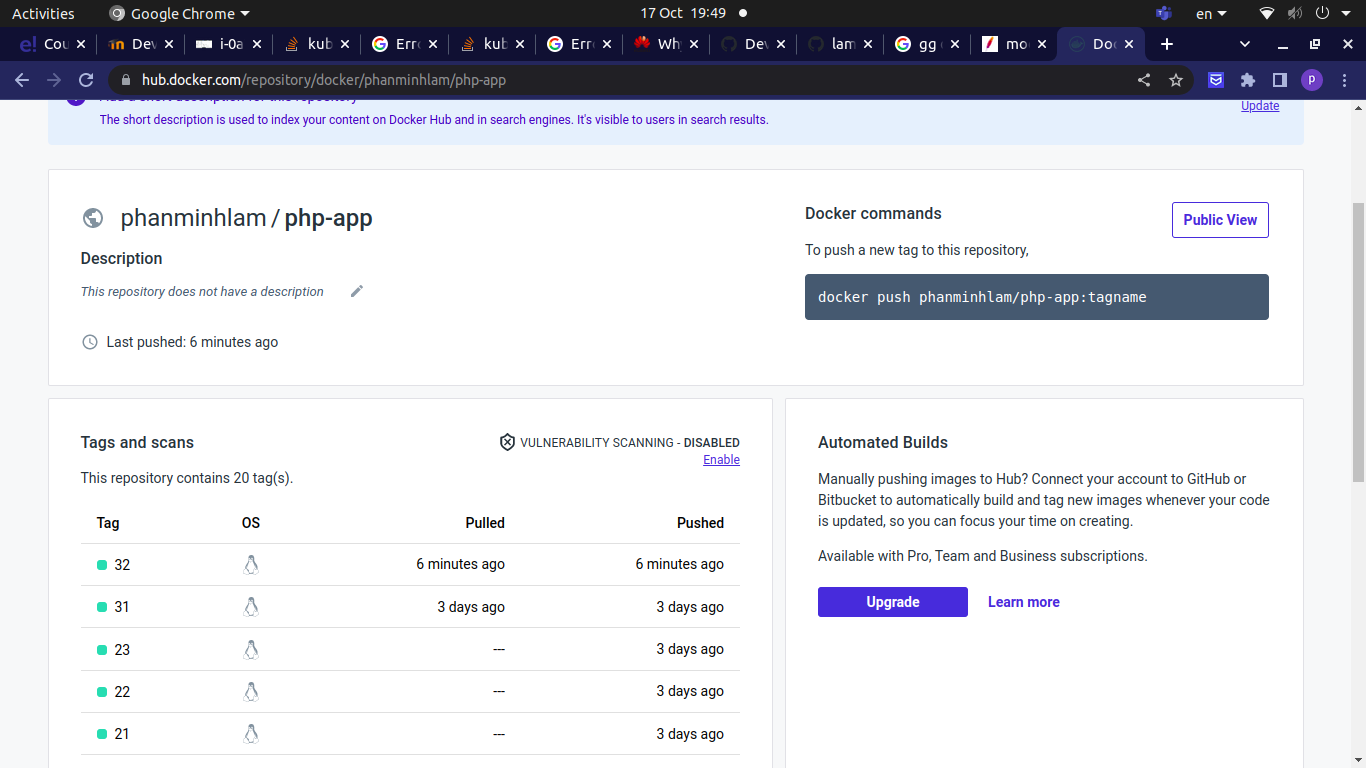 Activities
Google Chrome
17 Oct 19:49
en
Cou
Dev
i-0a
kub
Erro
kub
Erro
Why
Dev
lam
gg
mo
Doc
hub.docker.com/repository/docker/phanminhlam/php-app
p
Add a short description for this repository
Update
The short description is used to index your content on Docker Hub and in search engines. It's visible to users in search results.
phanminhlam / php-app
Description
This repository does not have a description
Last pushed: 6 minutes ago
Docker commands
Public View
To push a new tag to this repository,
docker push phanminhlam/php-app:tagname
Tags and scans
VULNERABILITY SCANNING - DISABLED
Enable
This repository contains 20 tag(s).
Tag OS Pulled Pushed
32 6 minutes ago 6 minutes ago
31 3 days ago 3 days ago
23 --- 3 days ago
22 --- 3 days ago
21 --- 3 days ago
Automated Builds
Manually pushing images to Hub? Connect your account to GitHub or
Bitbucket to automatically build and tag new images whenever your code
is updated, so you can focus your time on creating.
Available with Pro, Team and Business subscriptions.
Upgrade
Learn more